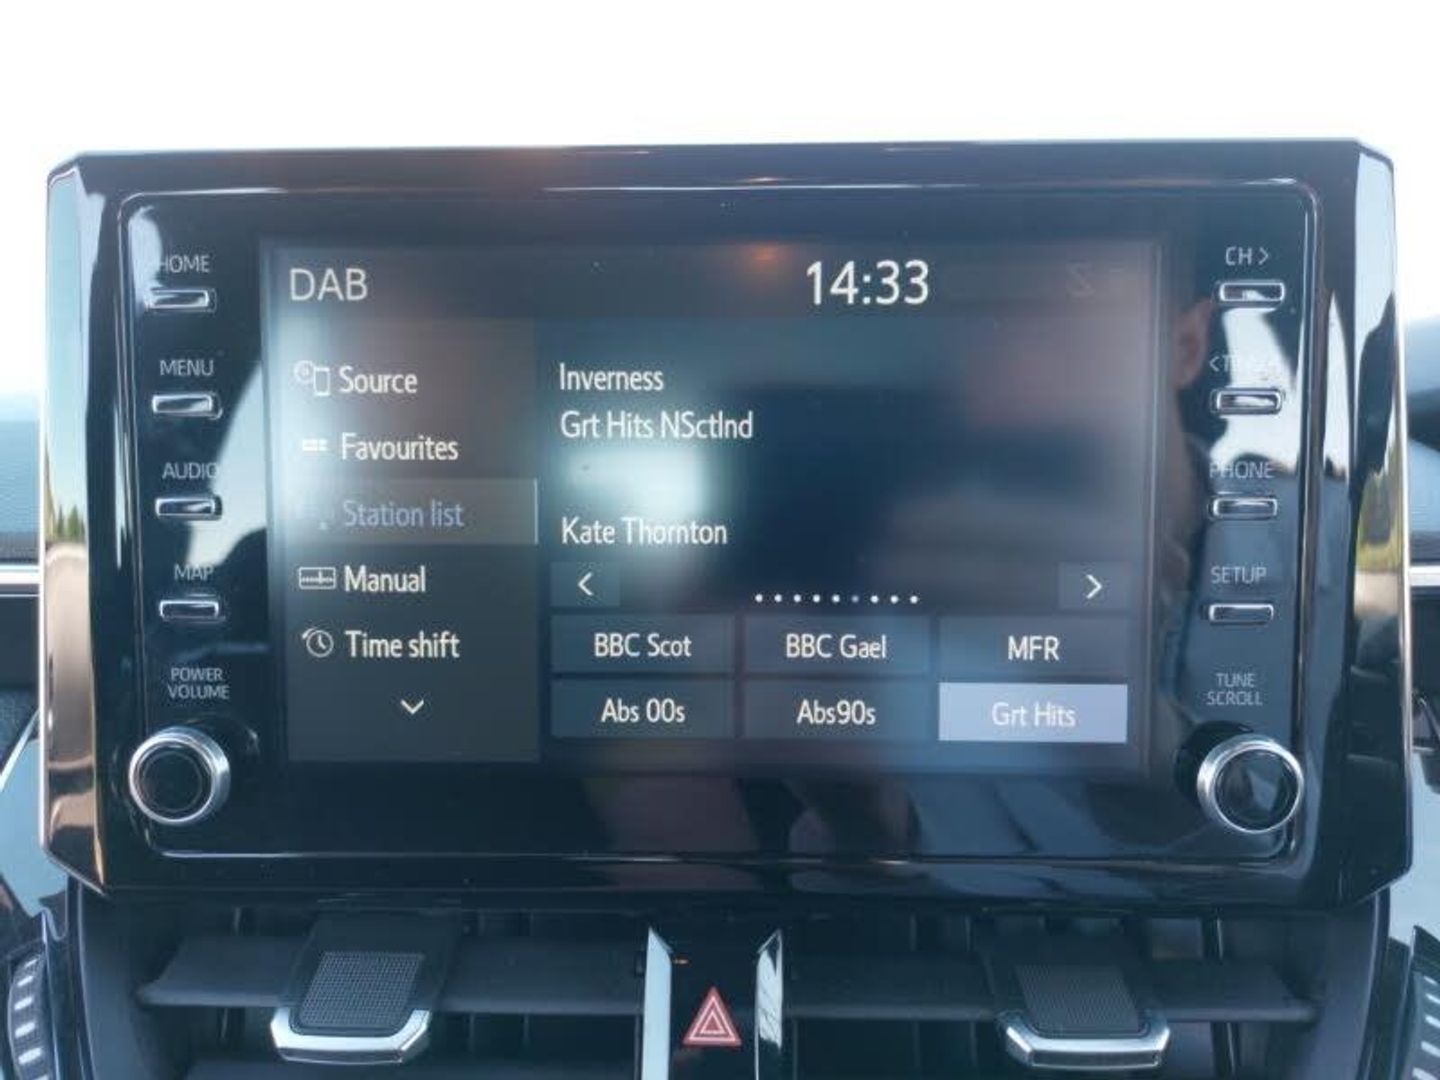 HOME
CH >
DAB
14:33
MENU
Source
Inverness
Grt Hits NSctlnd
Favourites
AUDIO
PHONE
Station list
Kate Thornton
MAP
Manual
SETUP
Time shift
BBC Scot
BBC Gael
MFR
POWER
VOLUME
TUNE
SCROLL
Abs 00s
Abs90s
Grt Hits